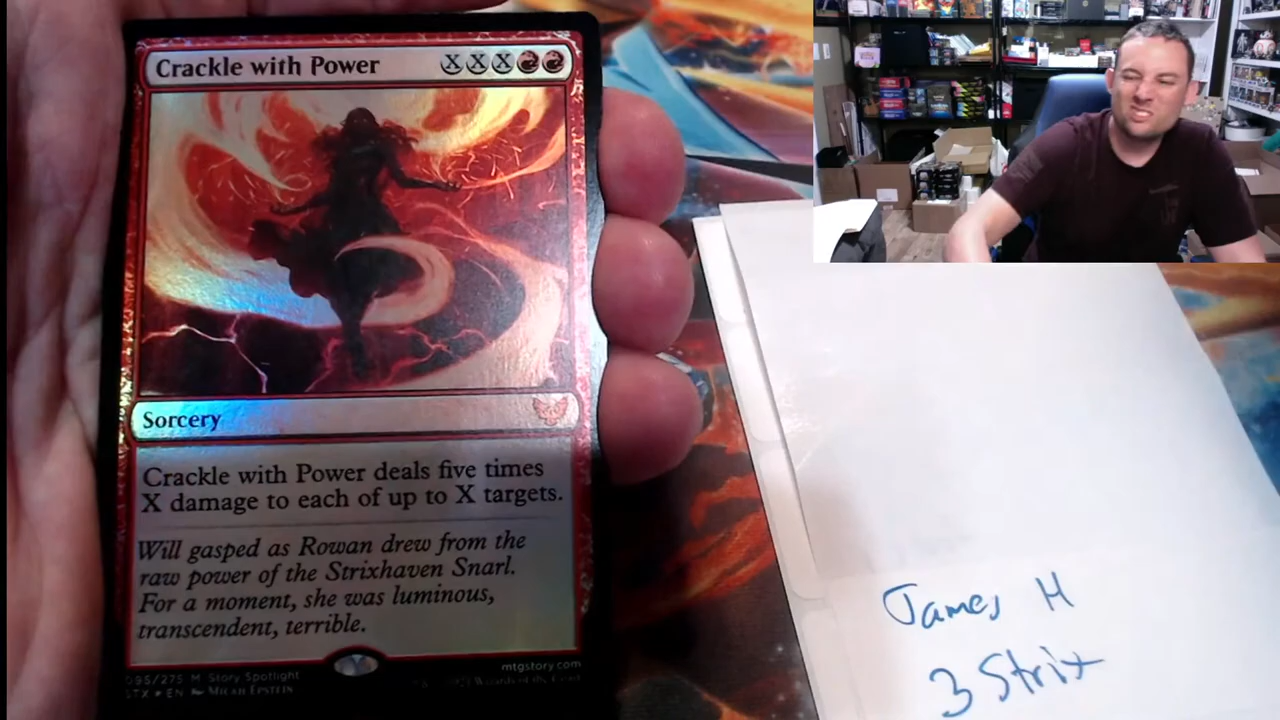 Crackle with Power XXX
Sorcery
Crackle with Power deals five times
X damage to each of up to X targets.
Will gasped as Rowan drew from the
raw power of the Strixhaven Snarl.
For a moment, she was luminous,
transcendent, terrible.
mtgstory.com
095/275 M Story Spotlight
STX EN Micah Epstein
James H
3 Strix